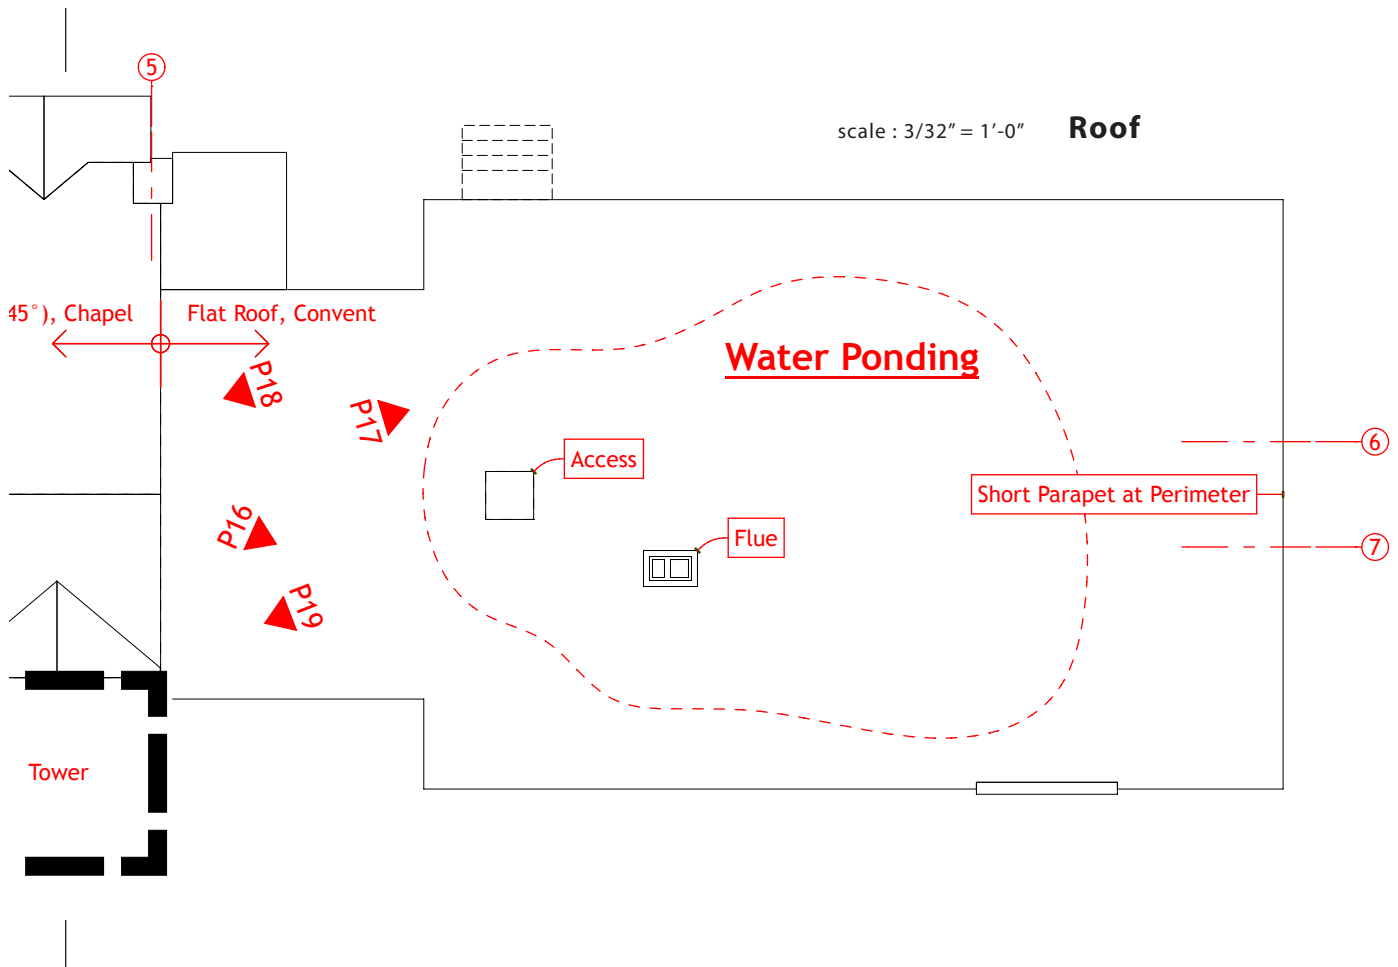 5
scale : 3/32” = 1’-0” Roof
45°), Chapel
Flat Roof, Convent
Water Ponding
P18
P17
6
Access
Short Parapet at Perimeter
P16
Flue
7
P19
Tower